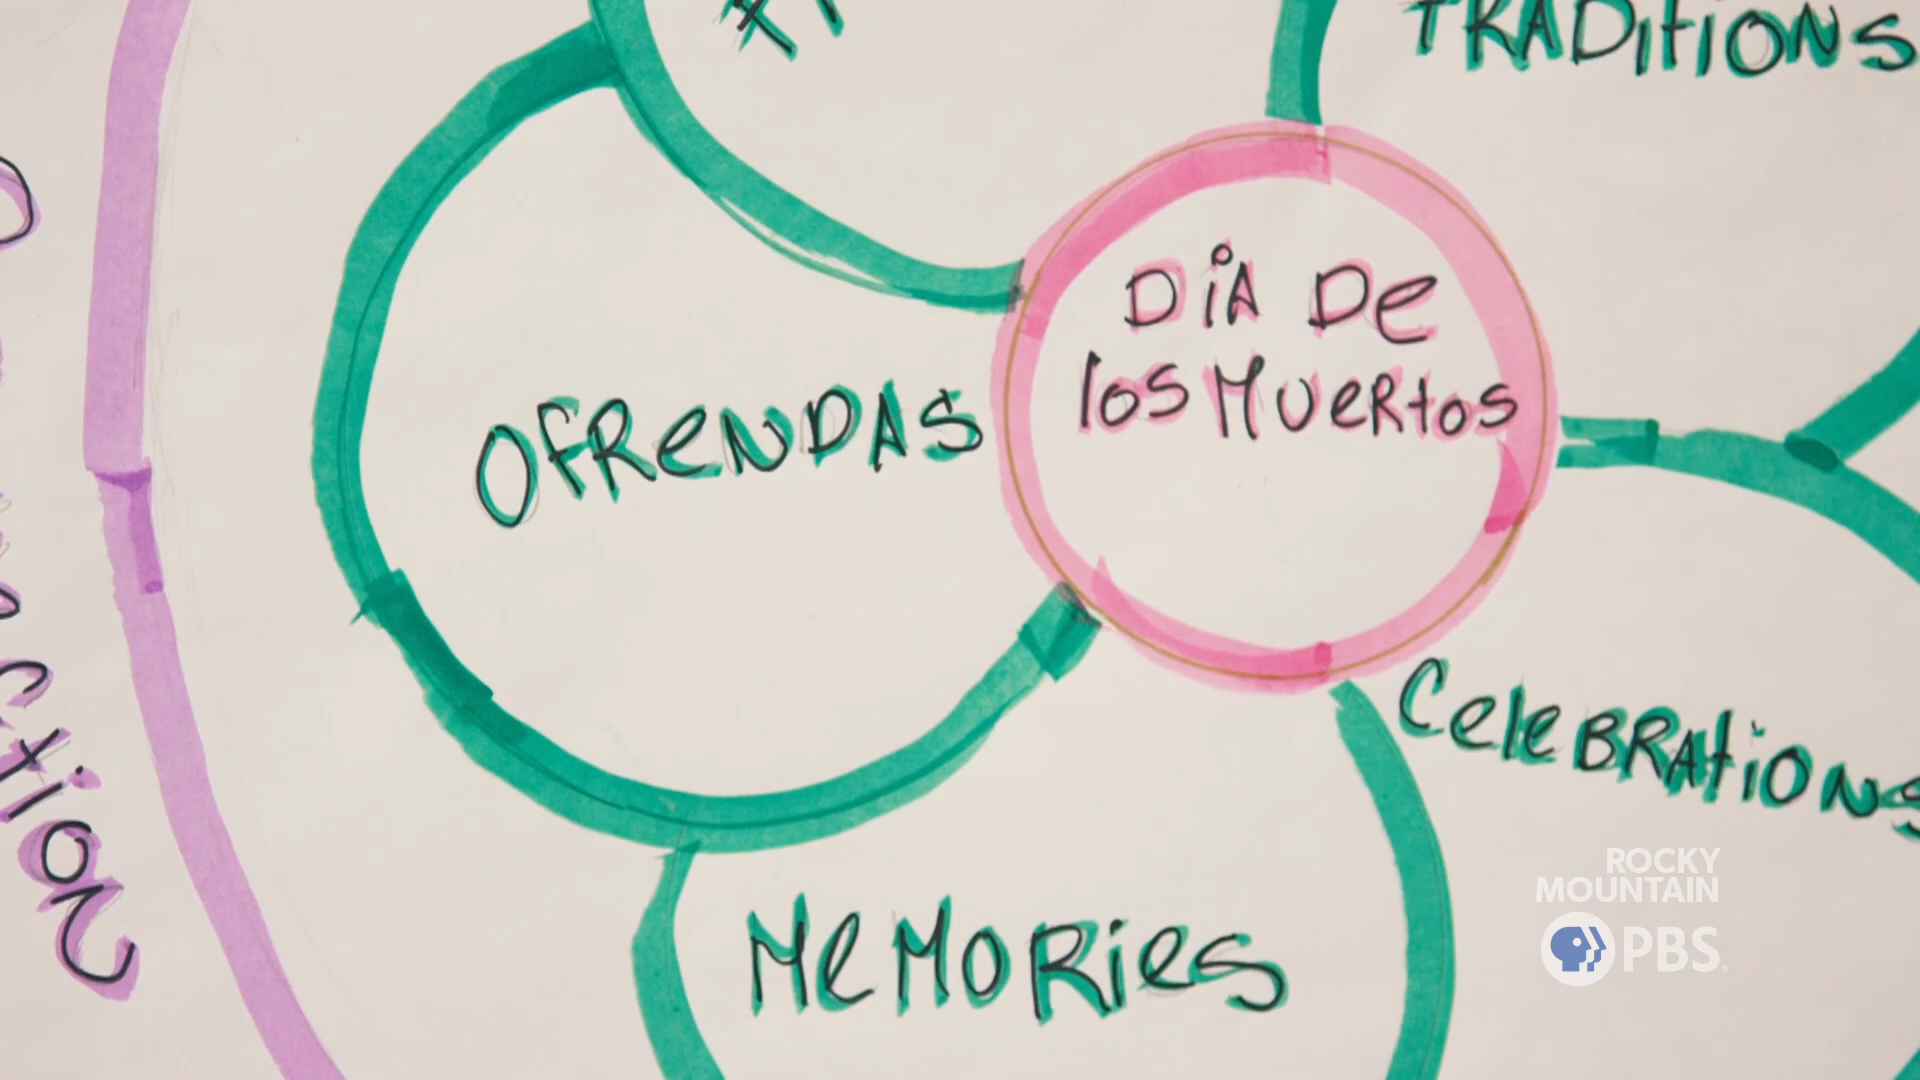 TRADitiONS
DiA De
los MueRtos
OFReNDAS
CeleBRAtiONS
MeMORies
ROCKY
MOUNTAIN
PBS